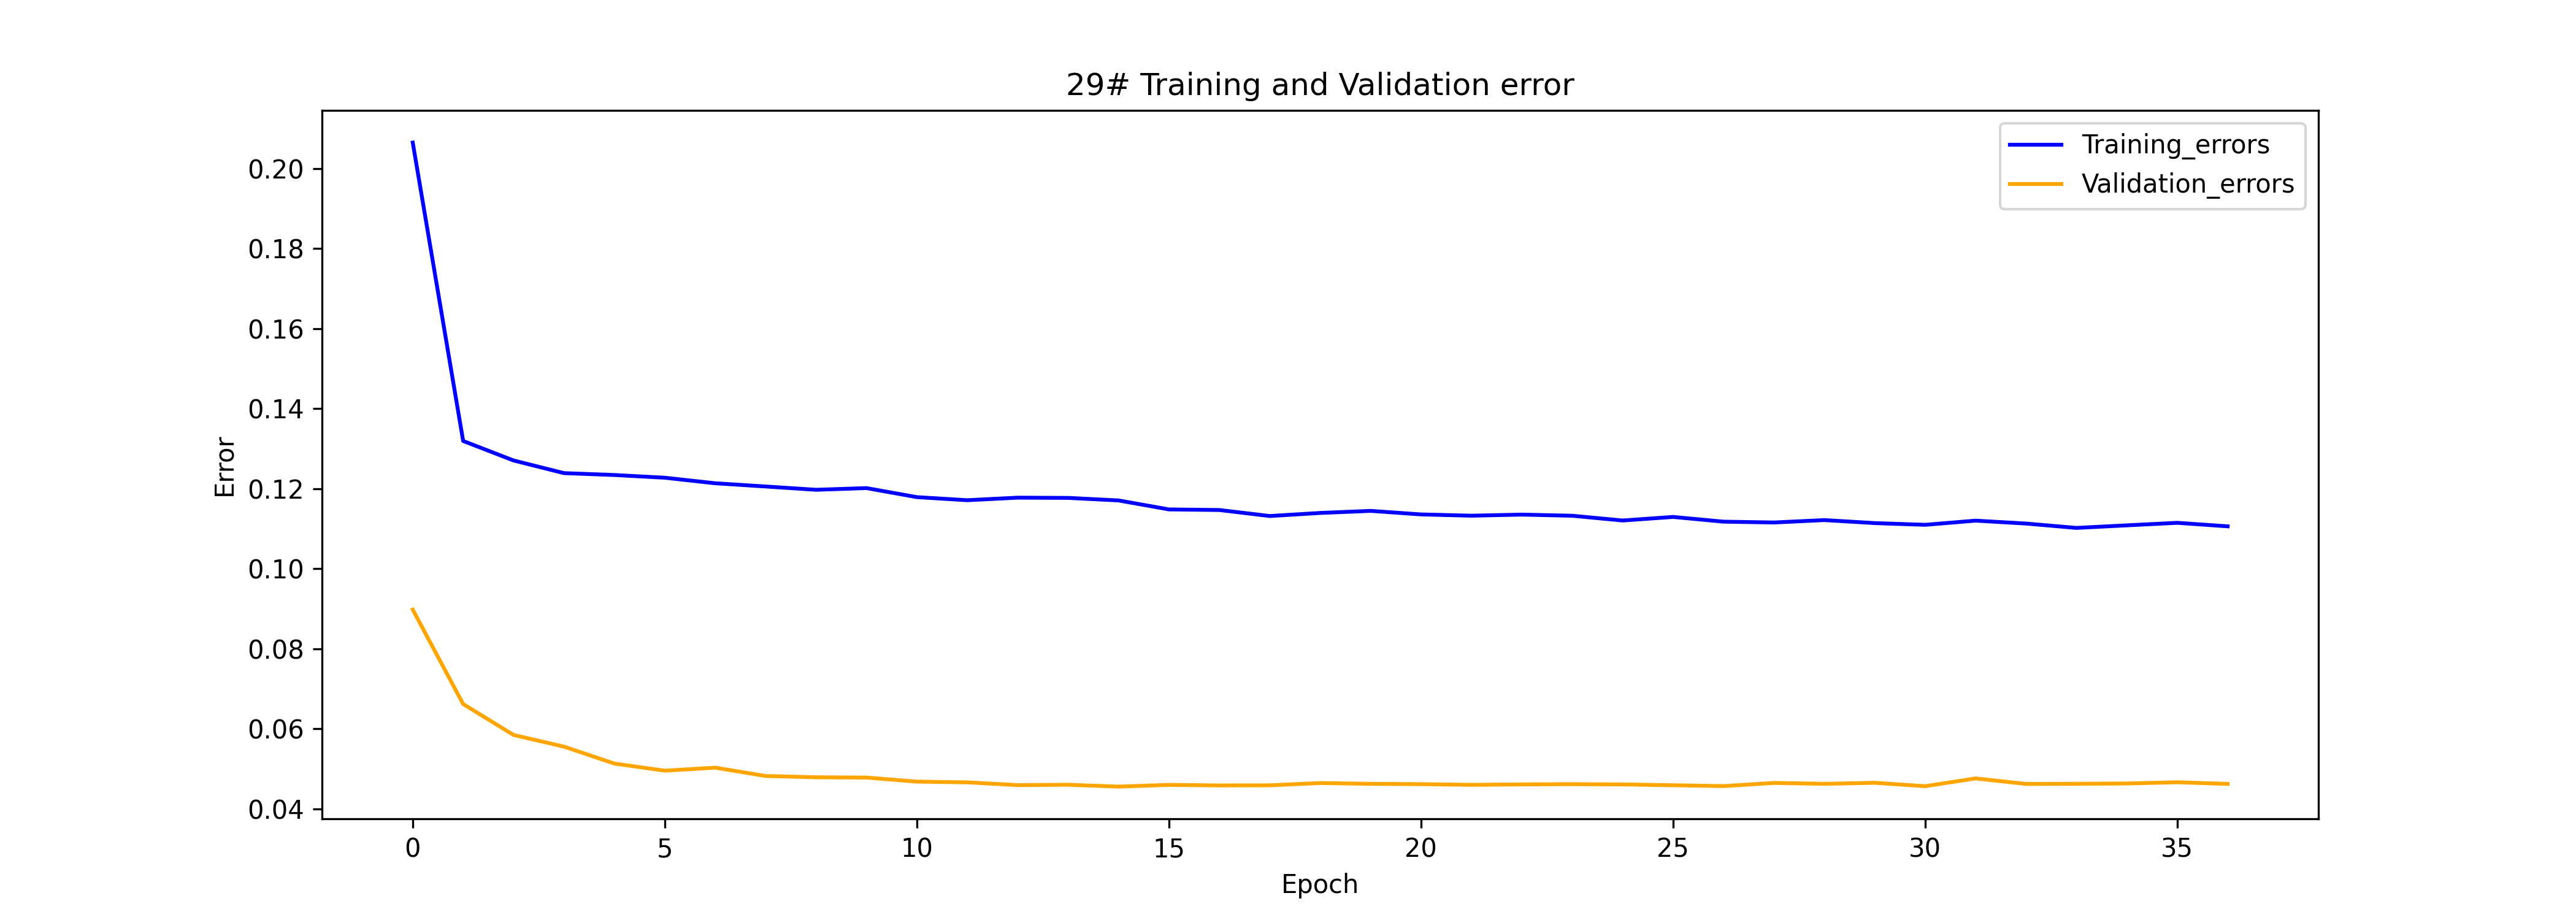 29# Training and Validation error
Training_errors
Validation_errors
0.20
0.18
0.16
0.14
0.12
0.10
0.08
0.06
0.04
Error
0 5 10 15 20 25 30 35
Epoch